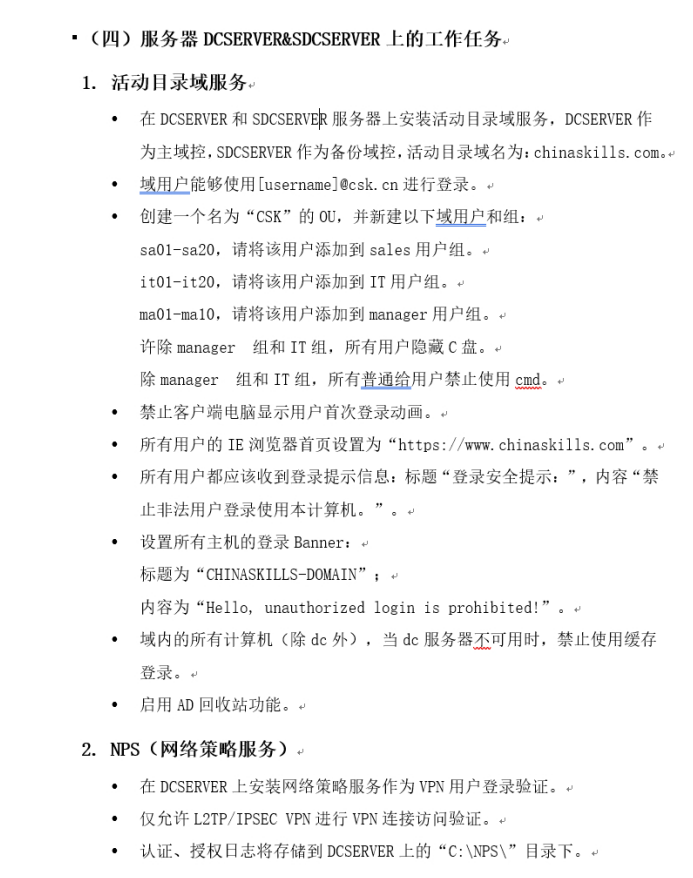 ▪（四）服务器 DCSERVER&SDCSERVER 上的工作任务
1. 活动目录域服务
• 在 DCSERVER 和 SDCSERVER 服务器上安装活动目录域服务，DCSERVER 作
为主域控，SDCSERVER 作为备份域控，活动目录域名为：chinaskills.com。
• 域用户能够使用[username]@csk.cn 进行登录。
• 创建一个名为“CSK”的 OU，并新建以下域用户和组：
sa01-sa20，请将该用户添加到 sales 用户组。
it01-it20，请将该用户添加到 IT 用户组。
ma01-ma10，请将该用户添加到 manager 用户组。
许除 manager 组和 IT 组，所有用户隐藏 C 盘。
除 manager 组和 IT 组，所有普通给用户禁止使用 cmd。
• 禁止客户端电脑显示用户首次登录动画。
• 所有用户的 IE 浏览器首页设置为“https://www.chinaskills.com”。
• 所有用户都应该收到登录提示信息：标题“登录安全提示：”，内容“禁
止非法用户登录使用本计算机。”。
• 设置所有主机的登录 Banner：
标题为“CHINASKILLS-DOMAIN”；
内容为“Hello, unauthorized login is prohibited!”。
• 域内的所有计算机（除 dc 外），当 dc 服务器不可用时，禁止使用缓存
登录。
• 启用 AD 回收站功能。
2. NPS（网络策略服务）
• 在 DCSERVER 上安装网络策略服务作为 VPN 用户登录验证。
• 仅允许 L2TP/IPSEC VPN 进行 VPN 连接访问验证。
• 认证、授权日志将存储到 DCSERVER 上的“C:\NPS\”目录下。